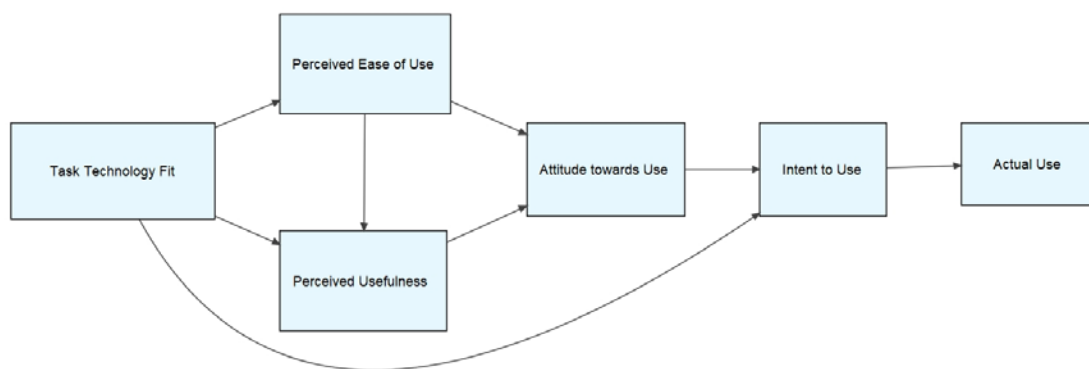 Perceived Ease of Use
Task Technology Fit
Attitude towards Use
Intent to Use
Actual Use
Perceived Usefulness